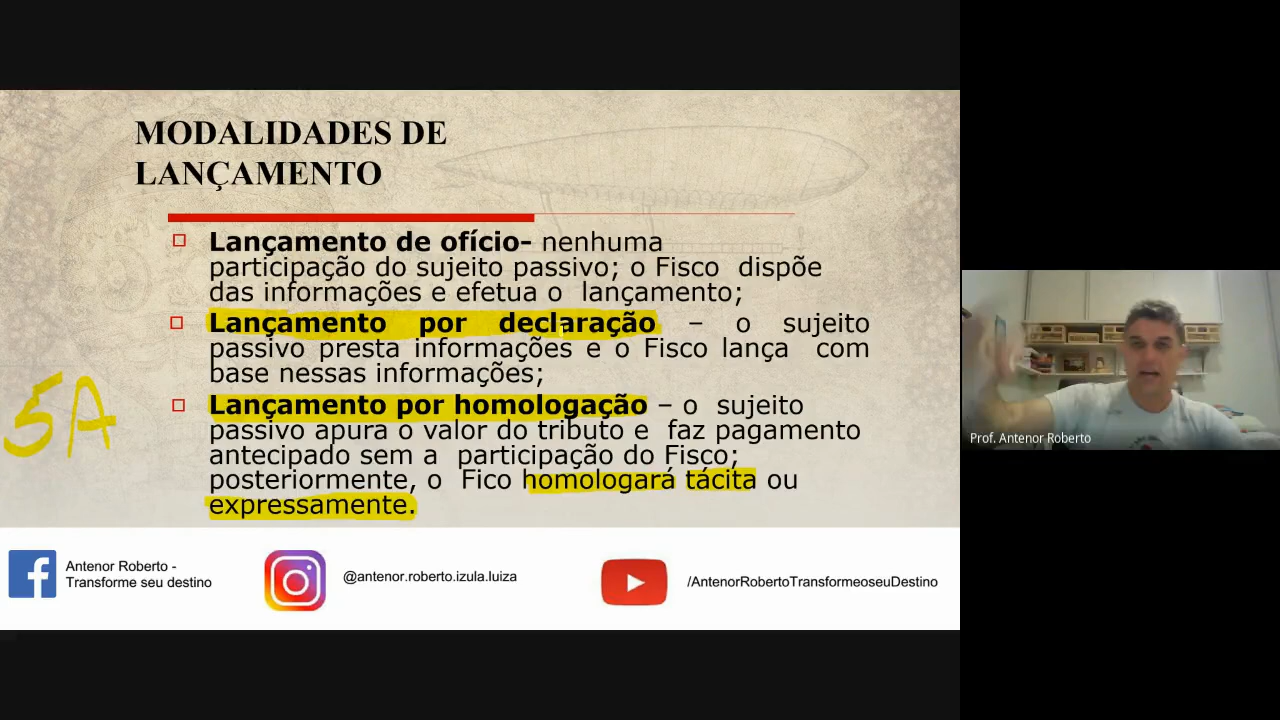 MODALIDADES DE
LANÇAMENTO
Lançamento de ofício- nenhuma
participação do sujeito passivo; o Fisco dispõe
das informações e efetua o lançamento;
Lançamento por declaração – o sujeito
passivo presta informações e o Fisco lança com
base nessas informações;
Lançamento por homologação – o sujeito
passivo apura o valor do tributo e faz pagamento
antecipado sem a participação do Fisco;
posteriormente, o Fico homologará tácita ou
expressamente.
5A
Antenor Roberto -
Transforme seu destino
@antenor.roberto.izula.luiza
/AntenorRobertoTransformeoseuDestino
Prof. Antenor Roberto